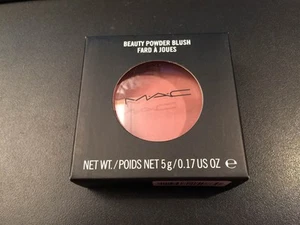 BEAUTY POWDER BLUSH
FARD À JOUES
MAC
NET WT./POIDS NET 5 g/0.17 US OZ e